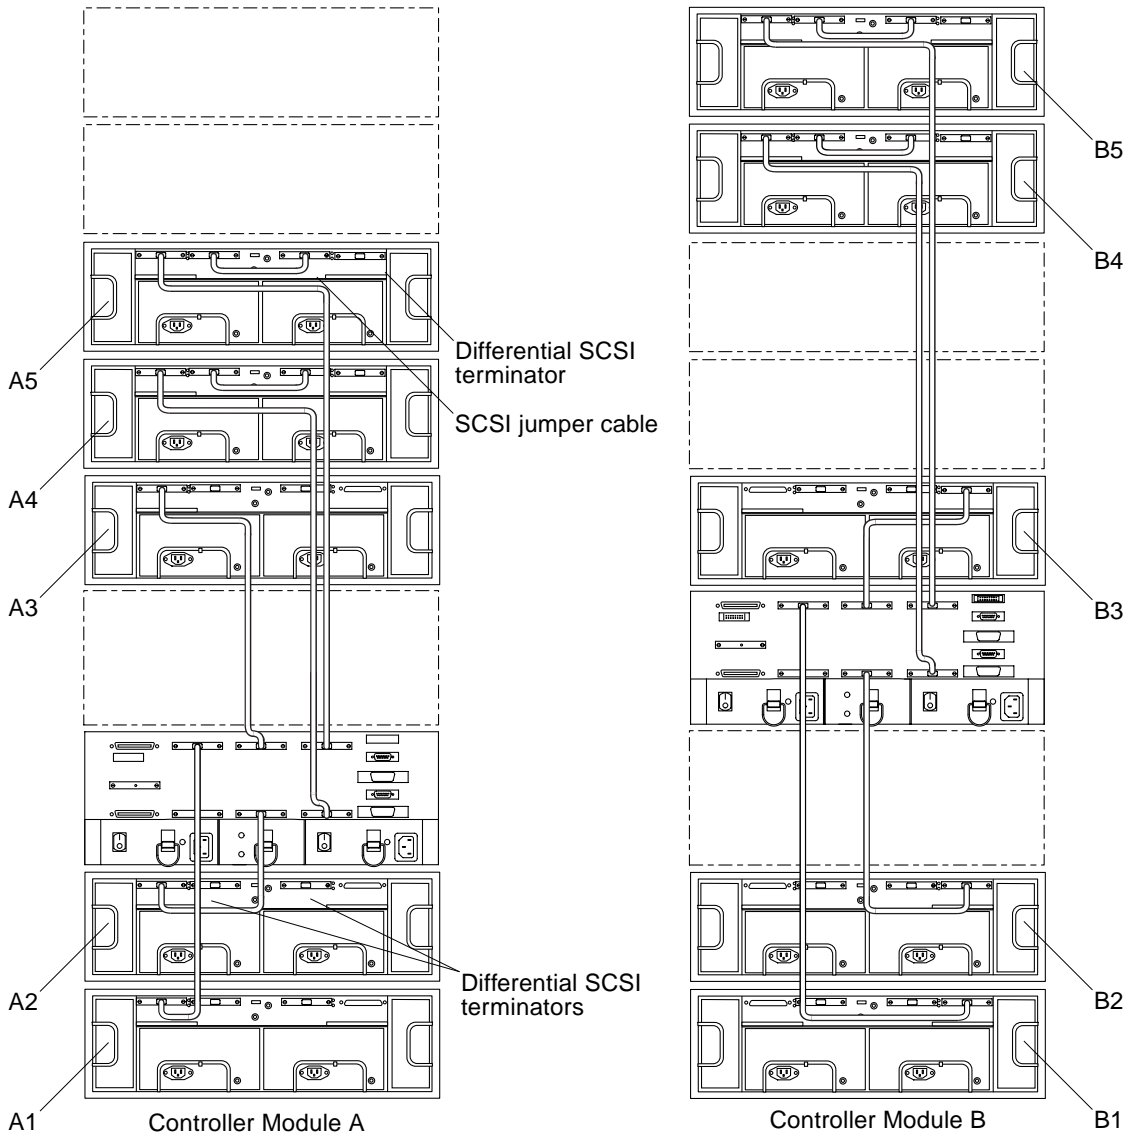 B5
B4
Differential SCSI
terminator
A5
SCSI jumper cable
A4
A3
B3
Differential SCSI
terminators
A2
B2
A1
Controller Module A
Controller Module B
B1